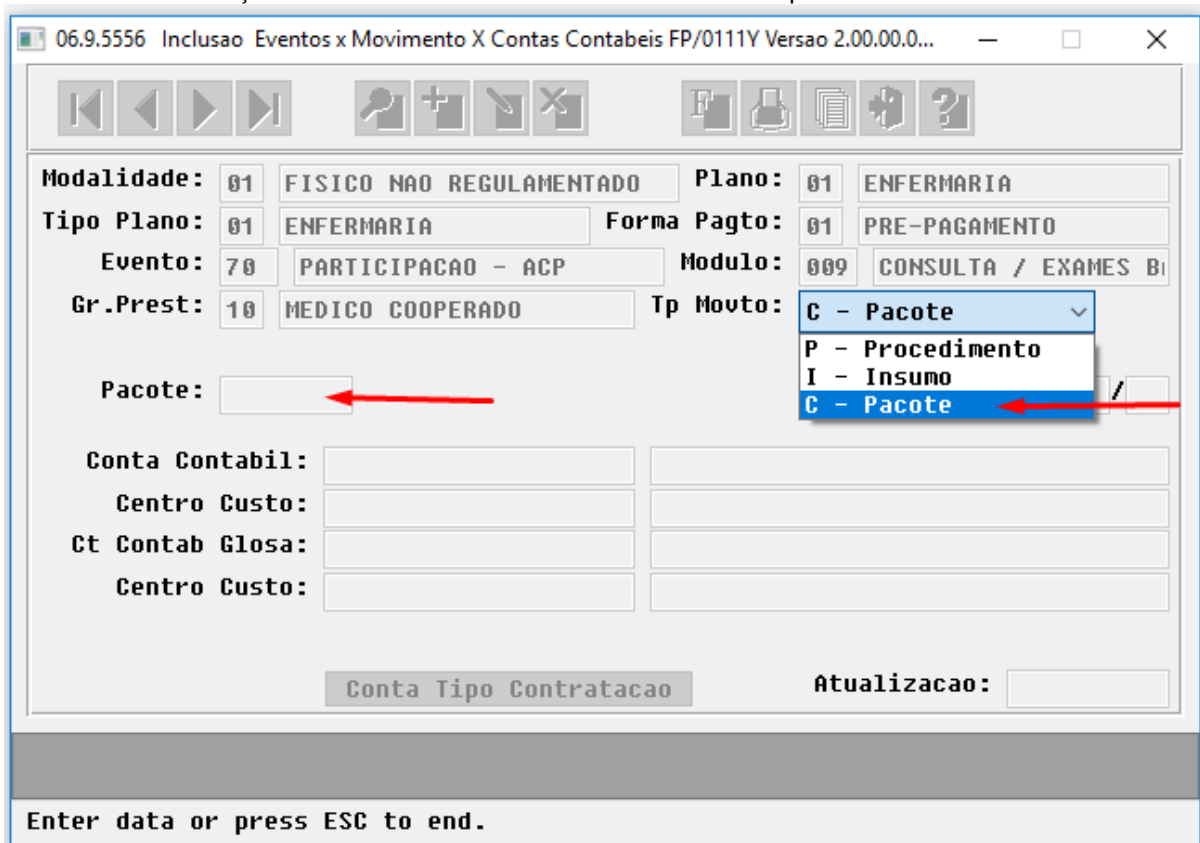 06.9.5556 Inclusao Eventos x Movimento X Contas Contabeis FP/0111Y Versao 2.00.00.0...
Modalidade: 01 FISICO NAO REGULAMENTADO Plano: 01 ENFERMARIA
Tipo Plano: 01 ENFERMARIA Forma Pagto: 01 PRE-PAGAMENTO
Evento: 70 PARTICIPACAO - ACP Modulo: 009 CONSULTA / EXAMES
Gr.Prest: 10 MEDICO COOPERADO Tp Movto: C - Pacote
P - Procedimento
I - Insumo
Pacote: /
C - Pacote
Conta Contabil:
Centro Custo:
Ct Contab Glosa:
Centro Custo:
Conta Tipo Contratacao Atualizacao:
Enter data or press ESC to end.